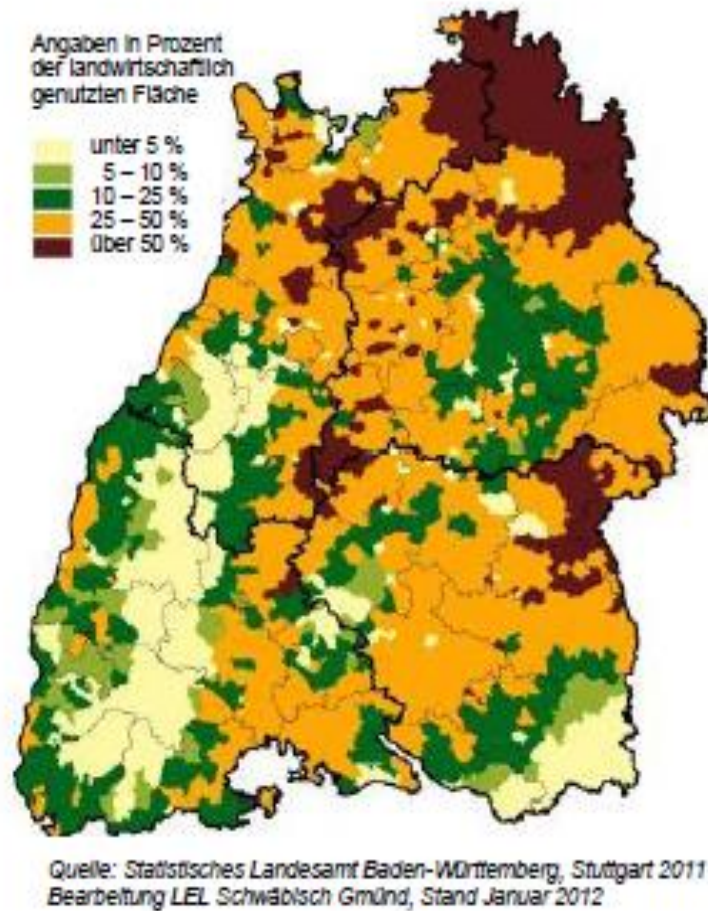 Angaben in Prozent
der landwirtschaftlich
genutzten Fläche
unter 5 %
5 – 10 %
10 – 25 %
25 – 50 %
über 50 %
Quelle: Statistisches Landesamt Baden-Württemberg, Stuttgart 2011
Bearbeitung LEL Schwäbisch Gmünd, Stand Januar 2012